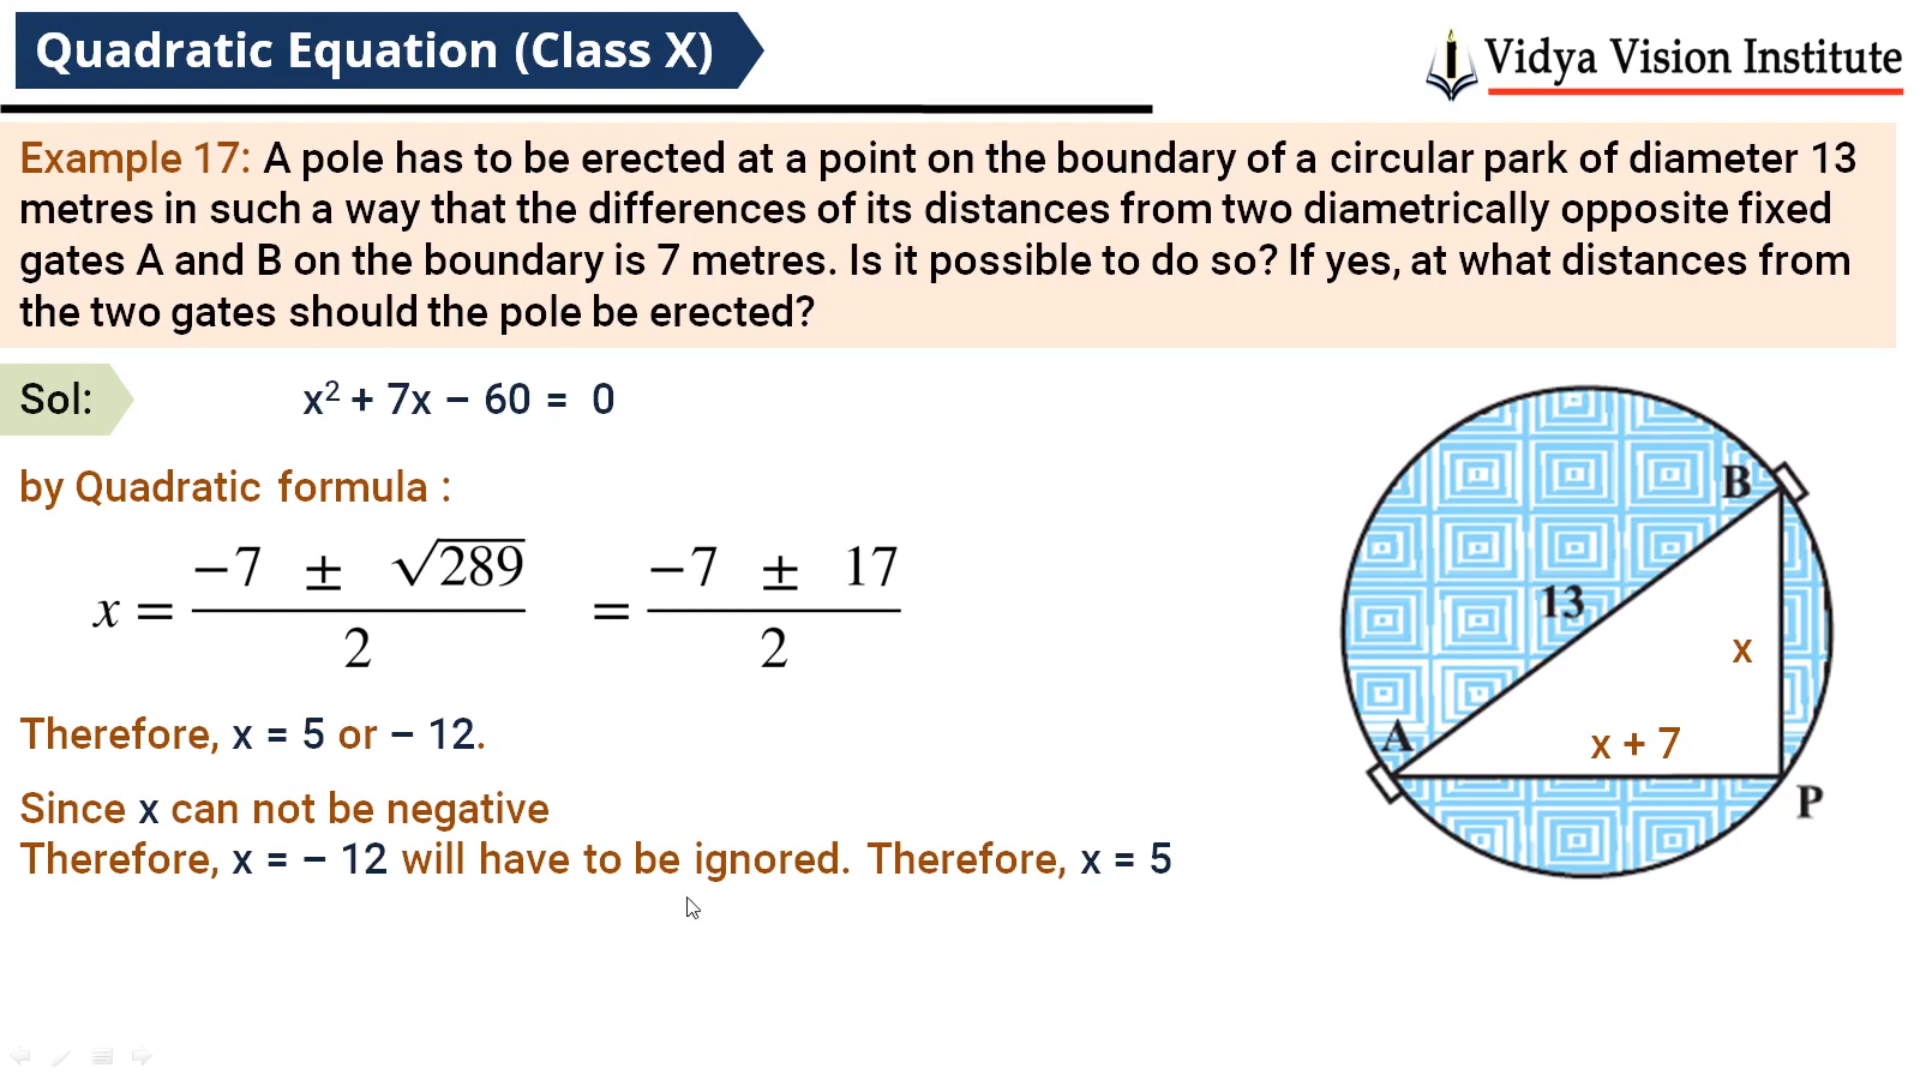 Quadratic Equation (Class X)
Vidya Vision Institute
Example 17: A pole has to be erected at a point on the boundary of a circular park of diameter 13
metres in such a way that the differences of its distances from two diametrically opposite fixed
gates A and B on the boundary is 7 metres. Is it possible to do so? If yes, at what distances from
the two gates should the pole be erected?
Sol: x² + 7x – 60 = 0
by Quadratic formula :
x = (−7 ± √289)/2 = (−7 ± 17)/2
Therefore, x = 5 or – 12.
Since x can not be negative
Therefore, x = – 12 will have to be ignored. Therefore, x = 5
B
13
x
A
x + 7
P